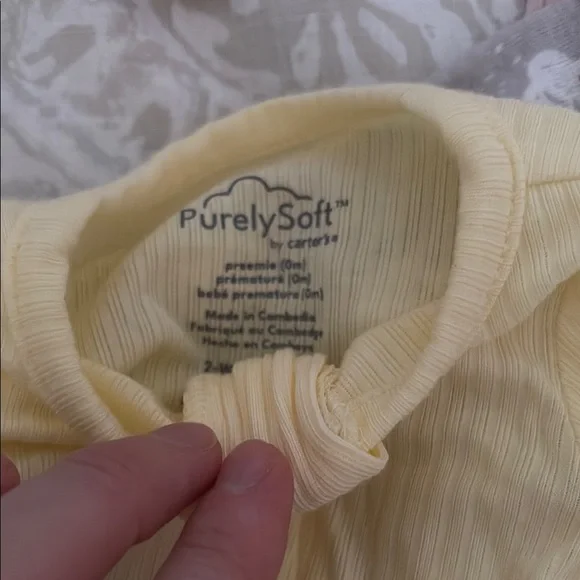 PurelySoft™
by carter's®
preemie (0m)
prématuré (0m)
bebé prematuro (0m)
Made in Cambodia
Fabriqué au Cambodge
Hecho en Camboya